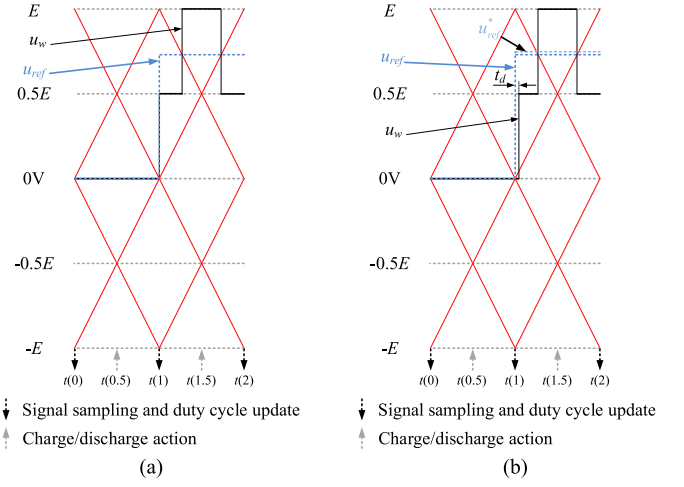 E
u_w
u_ref
0.5E
0V
-0.5E
-E
t(0) t(0.5) t(1) t(1.5) t(2)
Signal sampling and duty cycle update
Charge/discharge action
(a)
E
u*_ref
u_ref
t_d
0.5E
u_w
0V
-0.5E
-E
t(0) t(0.5) t(1) t(1.5) t(2)
Signal sampling and duty cycle update
Charge/discharge action
(b)